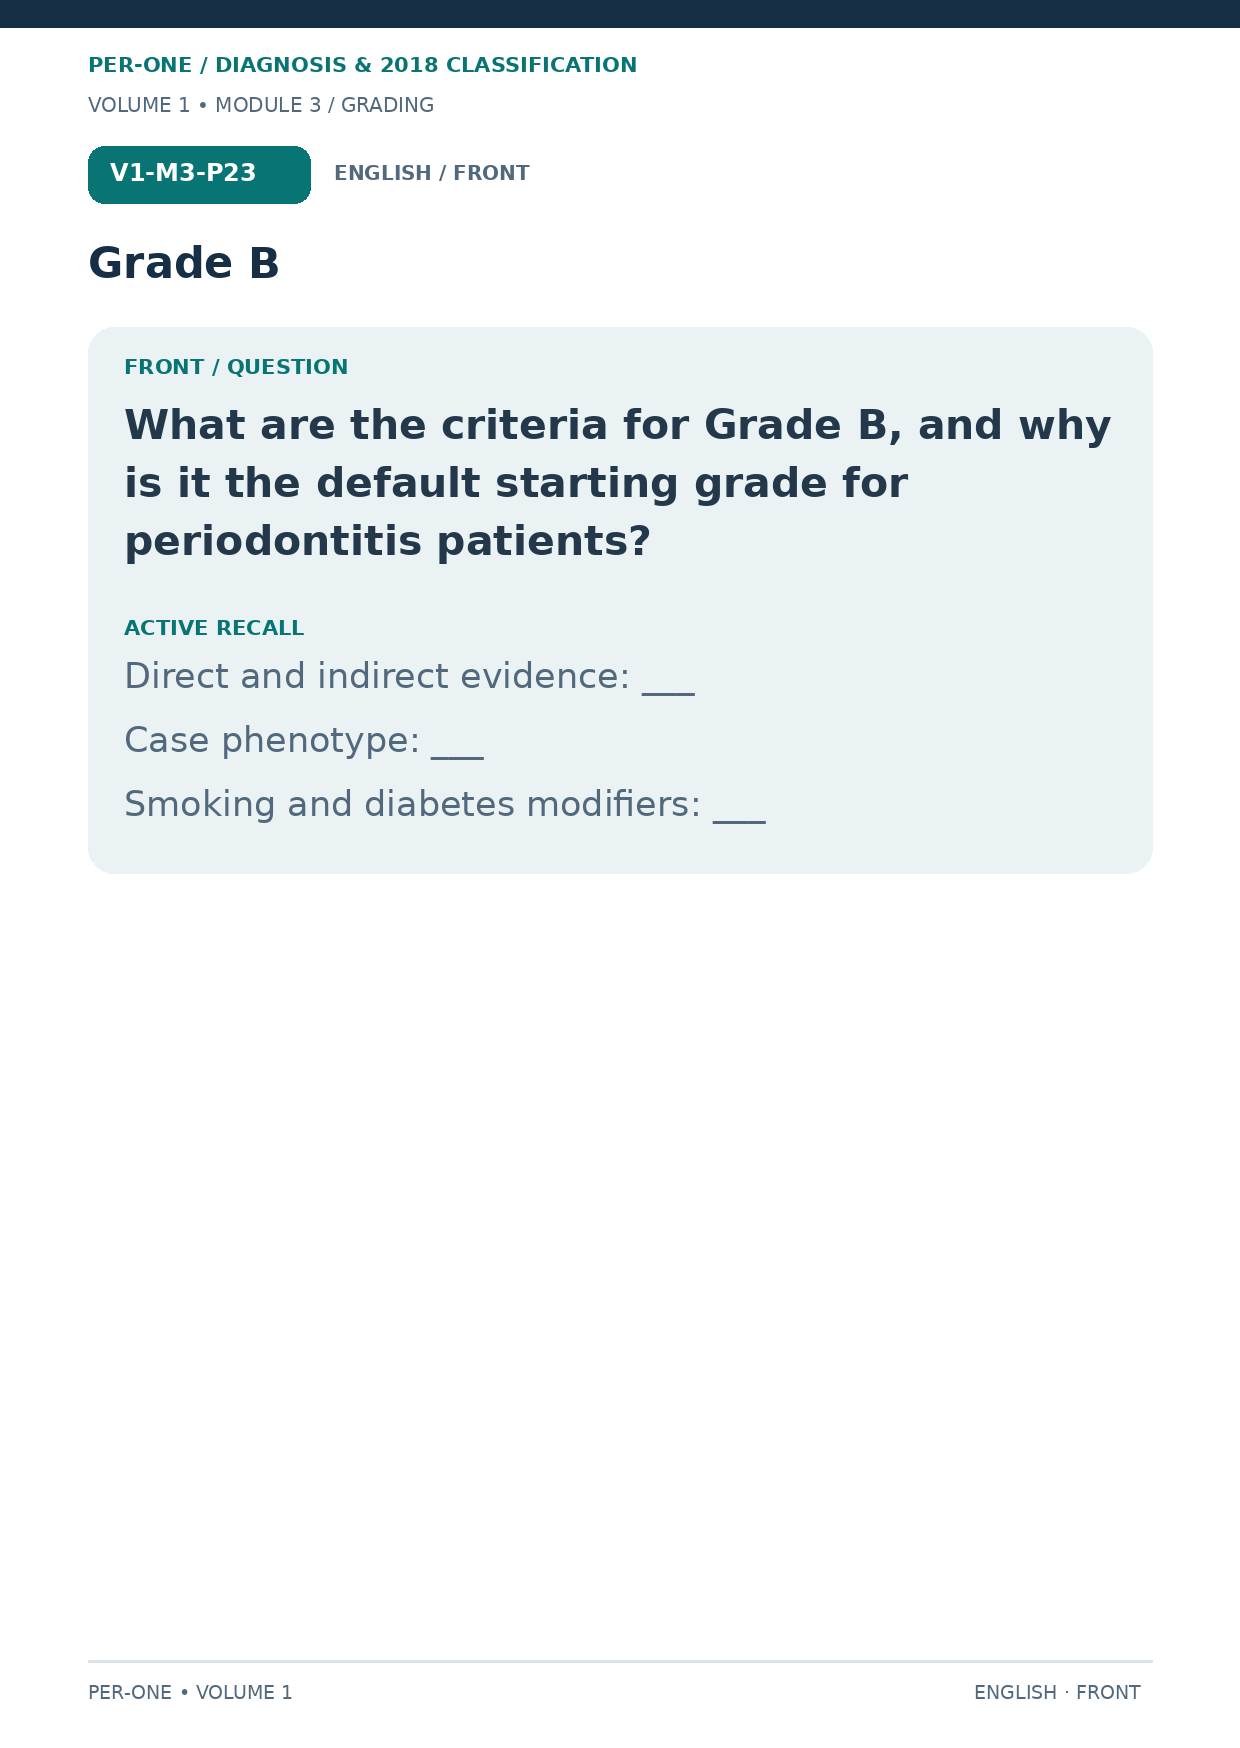 PER-ONE / DIAGNOSIS & 2018 CLASSIFICATION
VOLUME 1 • MODULE 3 / GRADING
V1-M3-P23
ENGLISH / FRONT
Grade B
FRONT / QUESTION
What are the criteria for Grade B, and why
is it the default starting grade for
periodontitis patients?
ACTIVE RECALL
Direct and indirect evidence: ___
Case phenotype: ___
Smoking and diabetes modifiers: ___
PER-ONE • VOLUME 1
ENGLISH · FRONT